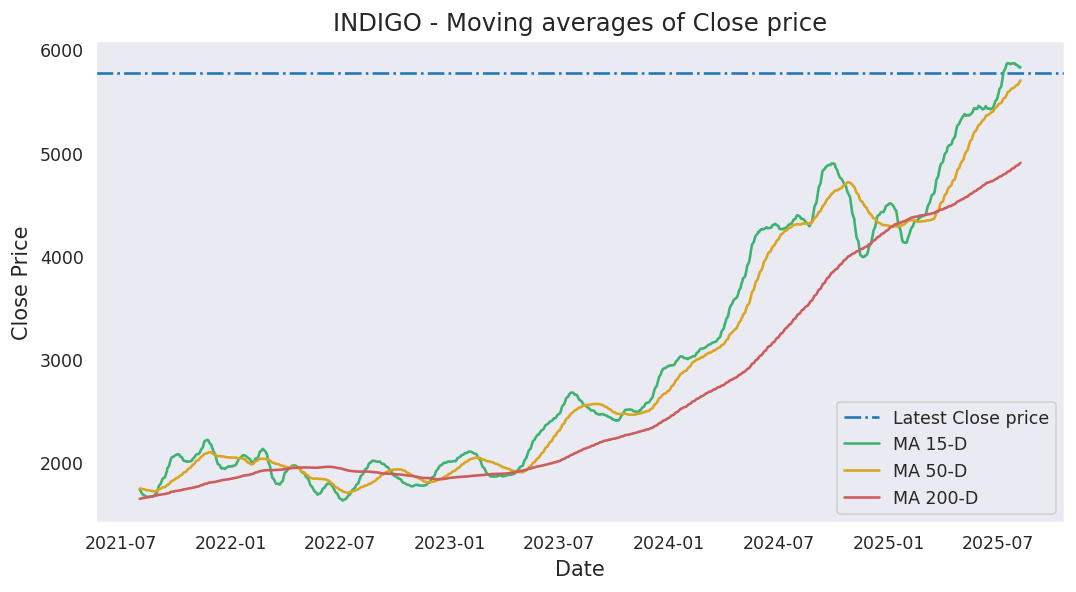 INDIGO - Moving averages of Close price
Close Price
6000
5000
4000
3000
2000
2021-07 2022-01 2022-07 2023-01 2023-07 2024-01 2024-07 2025-01 2025-07
Date
Latest Close price
MA 15-D
MA 50-D
MA 200-D